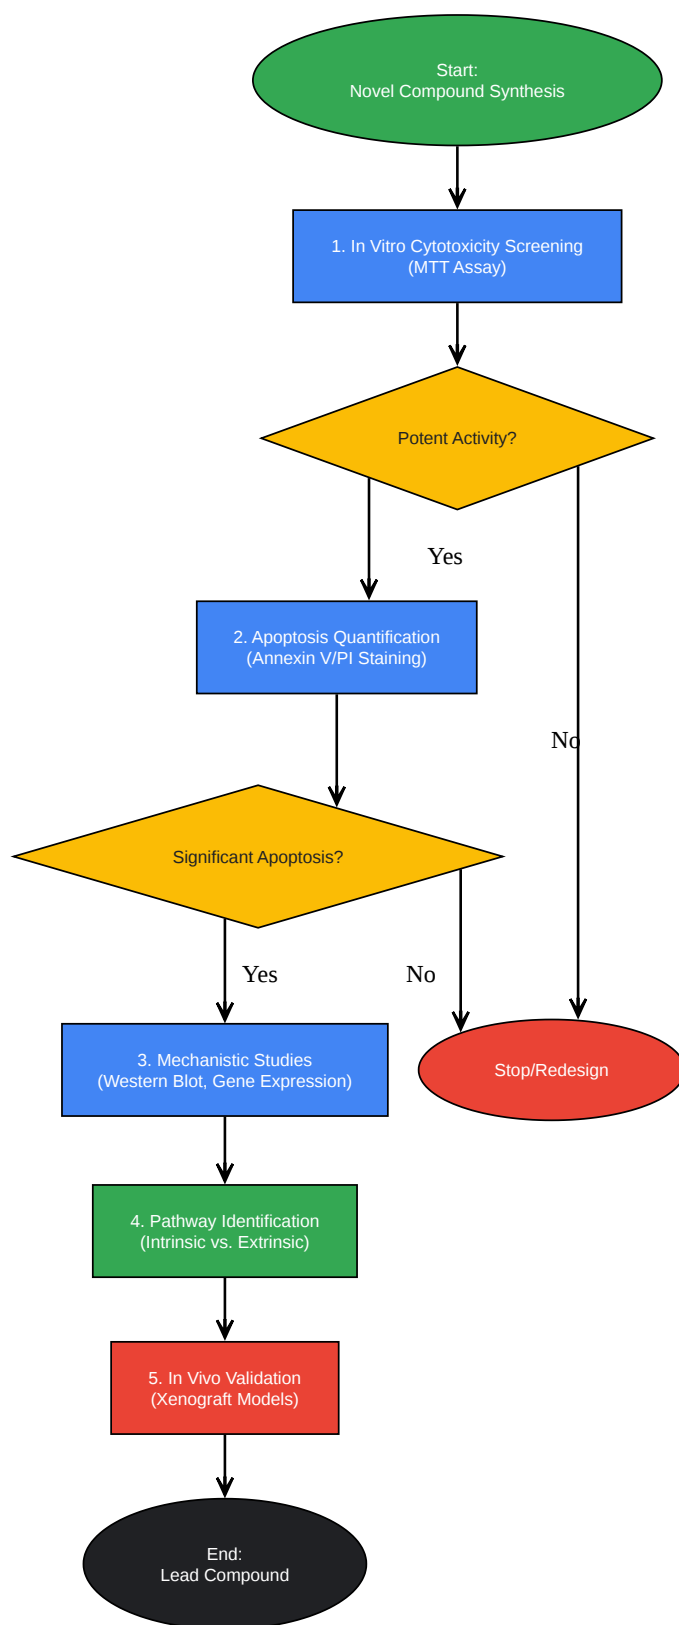 Start:
Novel Compound Synthesis
1. In Vitro Cytotoxicity Screening
(MTT Assay)
Potent Activity?
Yes
2. Apoptosis Quantification
(Annexin V/PI Staining)
No
Significant Apoptosis?
Yes
No
3. Mechanistic Studies
(Western Blot, Gene Expression)
Stop/Redesign
4. Pathway Identification
(Intrinsic vs. Extrinsic)
5. In Vivo Validation
(Xenograft Models)
End:
Lead Compound